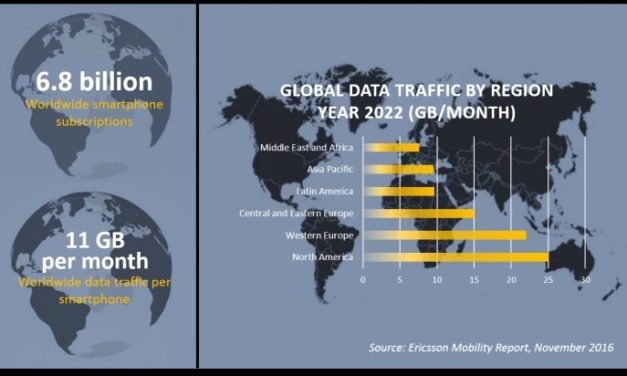 6.8 billion
Worldwide smartphone
subscriptions
11 GB
per month
Worldwide data traffic per
smartphone
GLOBAL DATA TRAFFIC BY REGION
YEAR 2022 (GB/MONTH)
Middle East and Africa
Asia Pacific
Latin America
Central and Eastern Europe
Western Europe
North America
0 5 10 15 20 25 30
Source: Ericsson Mobility Report, November 2016